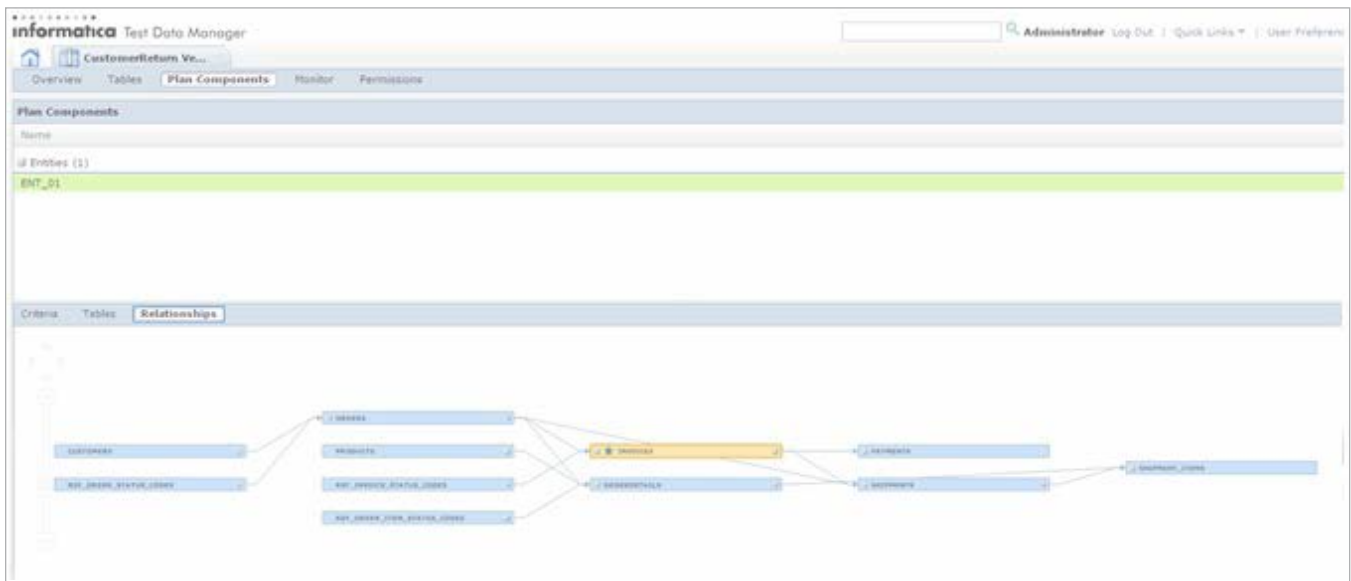 informatica Test Data Manager
Administrator Log Out | Quick Links | User Preferen
CustomerReturn Ve...
Overview Tables Plan Components Monitor Permissions
Plan Components
Name
Entities (1)
ENT_01
Criteria Tables Relationships
ORDERS
CUSTOMERS
PRODUCTS
INVOICES
PAYMENTS
SHIPMENT_ITEMS
REF_ORDER_STATUS_CODES
REF_INVOICE_STATUS_CODES
ORDERDETAILS
SHIPMENTS
REF_ORDER_ITEM_STATUS_CODES